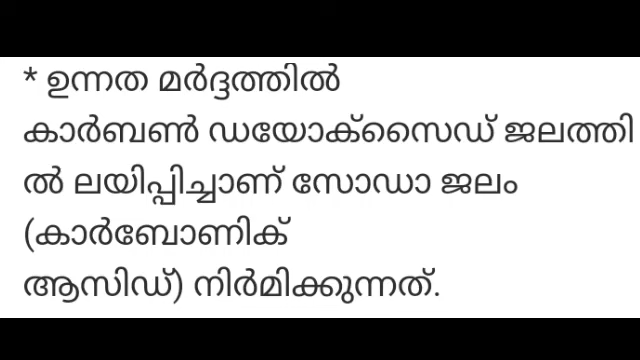 * ഉന്നത മർദ്ദത്തിൽ
കാർബൺ ഡയോക്സൈഡ് ജലത്തി
ൽ ലയിപ്പിച്ചാണ് സോഡാ ജലം
(കാർബോണിക്
ആസിഡ്) നിർമിക്കുന്നത്.